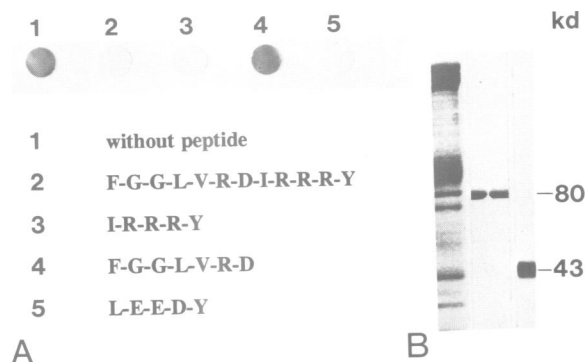 1 2 3 4 5
kd
1 without peptide
2 F-G-G-L-V-R-D-I-R-R-R-Y
3 I-R-R-R-Y
4 F-G-G-L-V-R-D
5 L-E-E-D-Y
A
–80
–43
B